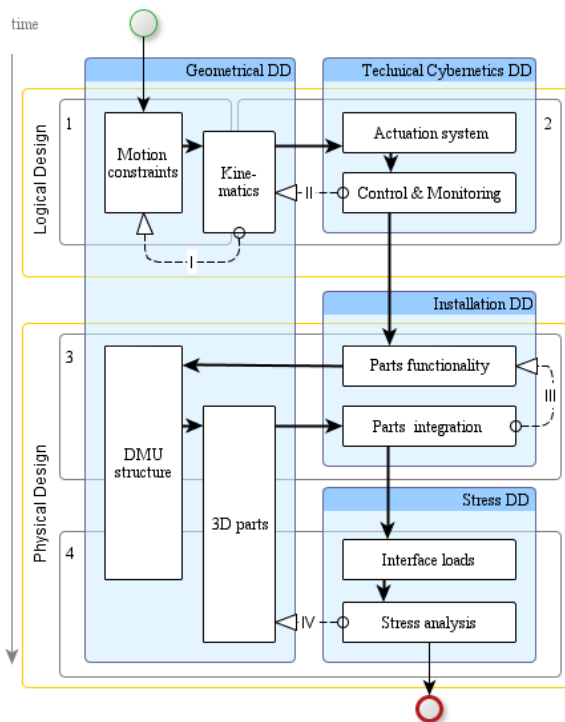 time
Geometrical DD
Technical Cybernetics DD
Logical Design
1
2
Motion
constraints
Kine-
matics
Actuation system
II
Control & Monitoring
I
Installation DD
Physical Design
3
Parts functionality
III
DMU
structure
Parts integration
3D parts
Stress DD
4
Interface loads
IV
Stress analysis